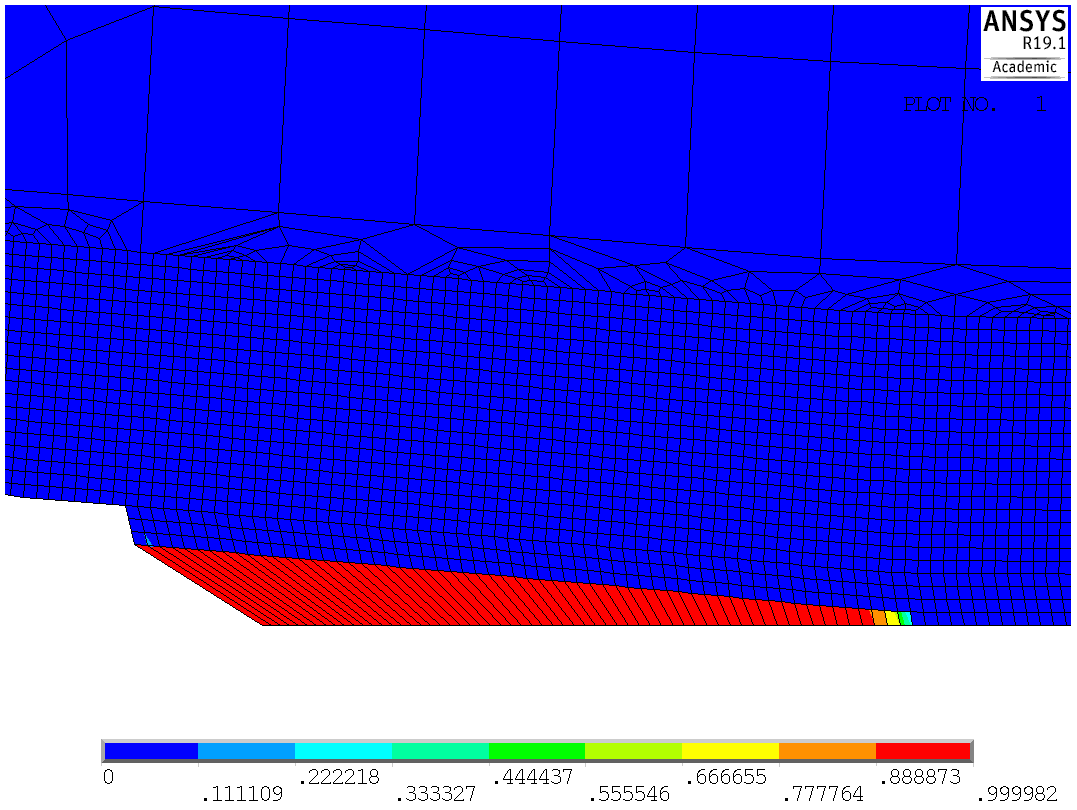 ANSYS
R19.1
Academic
PLOT NO. 1
0 .222218 .444437 .666655 .888873
.111109 .333327 .555546 .777764 .999982